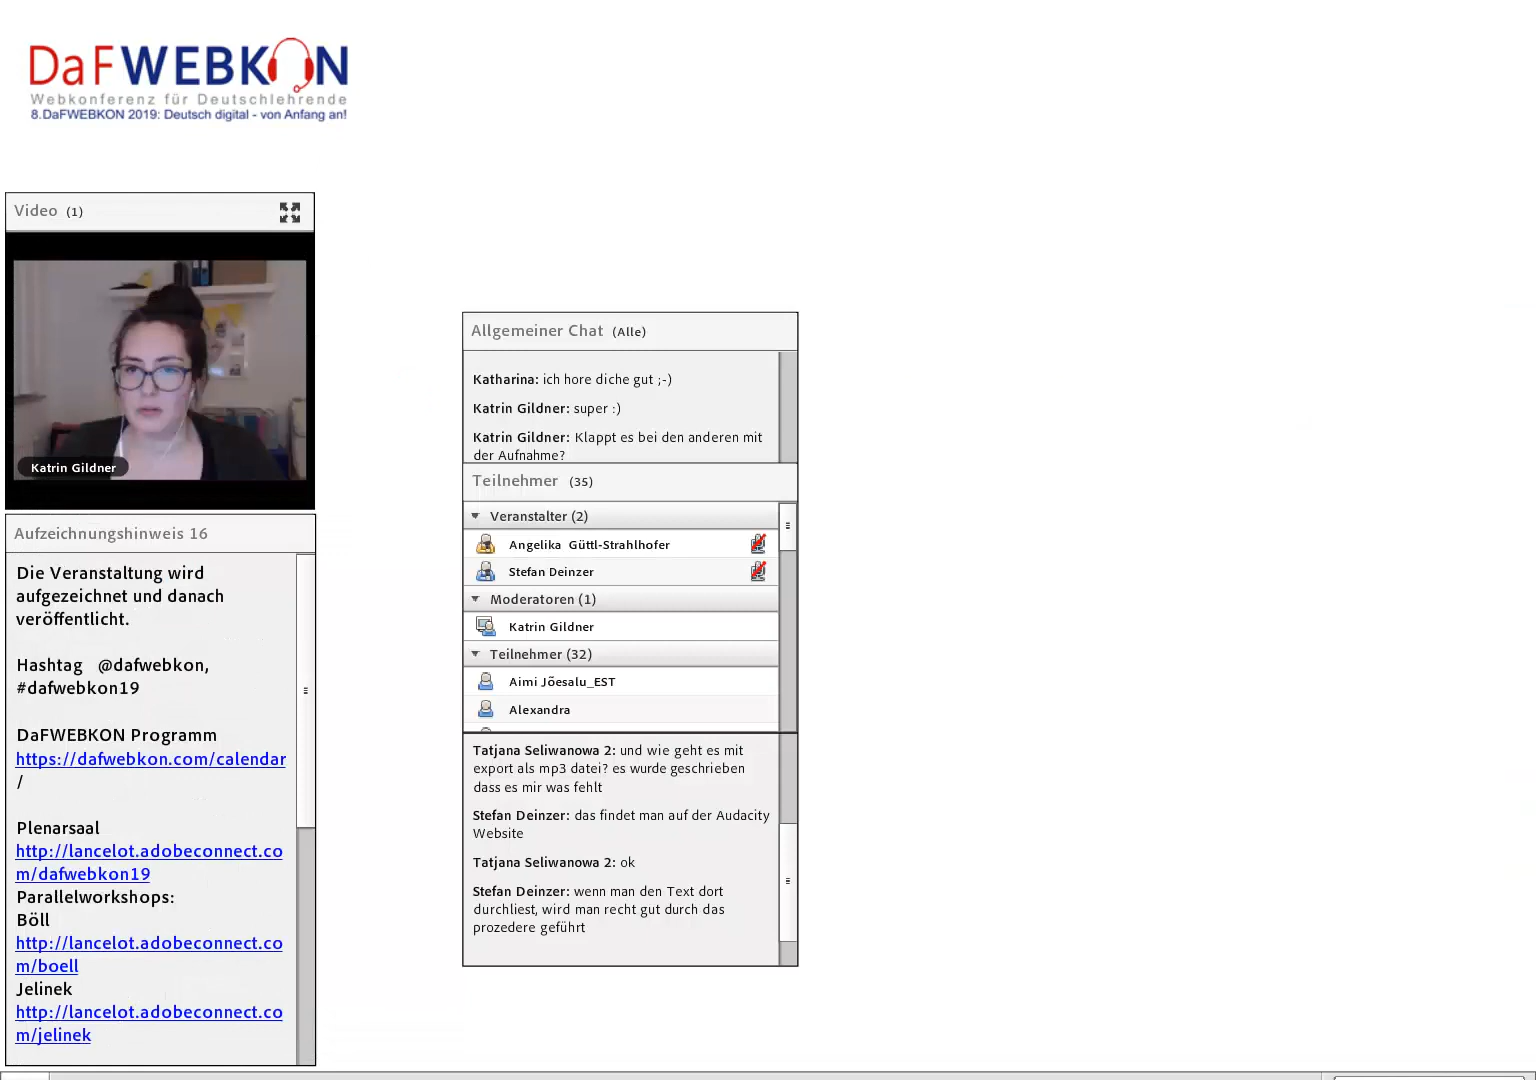 DaFWEBKON
Webkonferenz für Deutschlehrende
8.DaFWEBKON 2019: Deutsch digital - von Anfang an!
Video (1)
Katrin Gildner
Aufzeichnungshinweis 16
Die Veranstaltung wird
aufgezeichnet und danach
veröffentlicht.
Hashtag @dafwebkon,
#dafwebkon19
DaFWEBKON Programm
https://dafwebkon.com/calendar
/
Plenarsaal
http://lancelot.adobeconnect.co
m/dafwebkon19
Parallelworkshops:
Böll
http://lancelot.adobeconnect.co
m/boell
Jelinek
http://lancelot.adobeconnect.co
m/jelinek
Allgemeiner Chat (Alle)
Katharina: ich hore diche gut ;-)
Katrin Gildner: super :)
Katrin Gildner: Klappt es bei den anderen mit
der Aufnahme?
Teilnehmer (35)
Veranstalter (2)
Angelika Güttl-Strahlhofer
Stefan Deinzer
Moderatoren (1)
Katrin Gildner
Teilnehmer (32)
Aimi Jõesalu_EST
Alexandra
Tatjana Seliwanowa 2: und wie geht es mit
export als mp3 datei? es wurde geschrieben
dass es mir was fehlt
Stefan Deinzer: das findet man auf der Audacity
Website
Tatjana Seliwanowa 2: ok
Stefan Deinzer: wenn man den Text dort
durchliest, wird man recht gut durch das
prozedere geführt